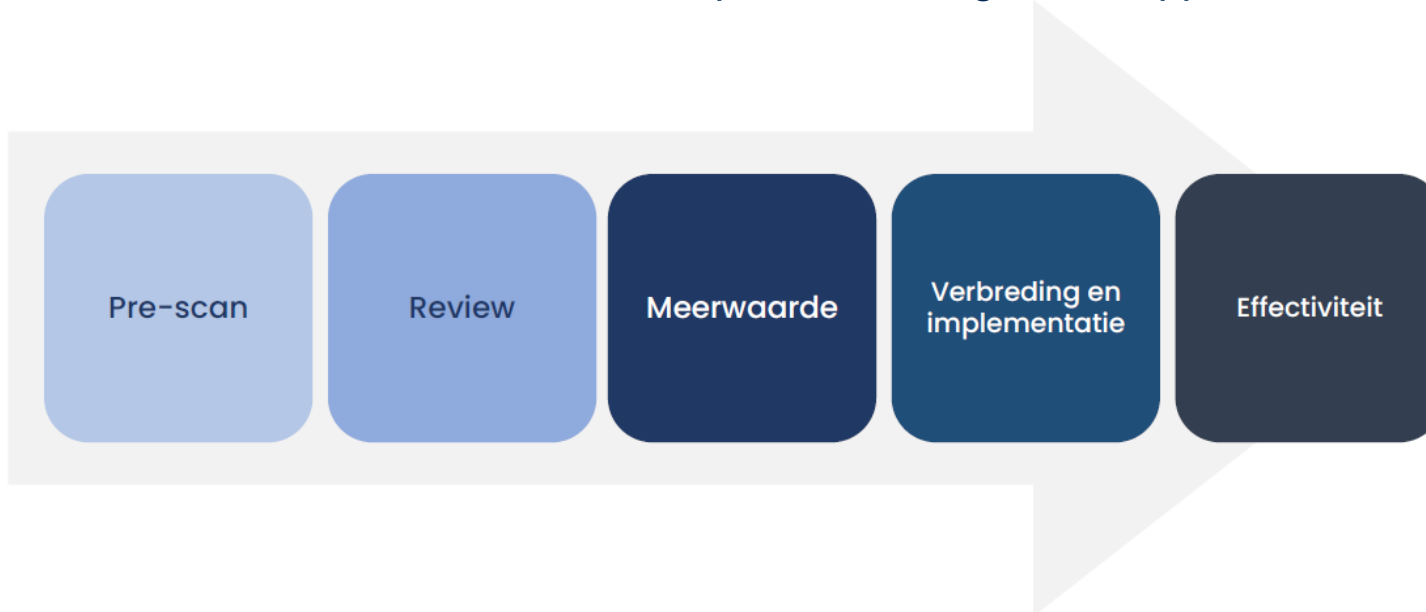 Pre-scan
Review
Meerwaarde
Verbreding en
implementatie
Effectiviteit